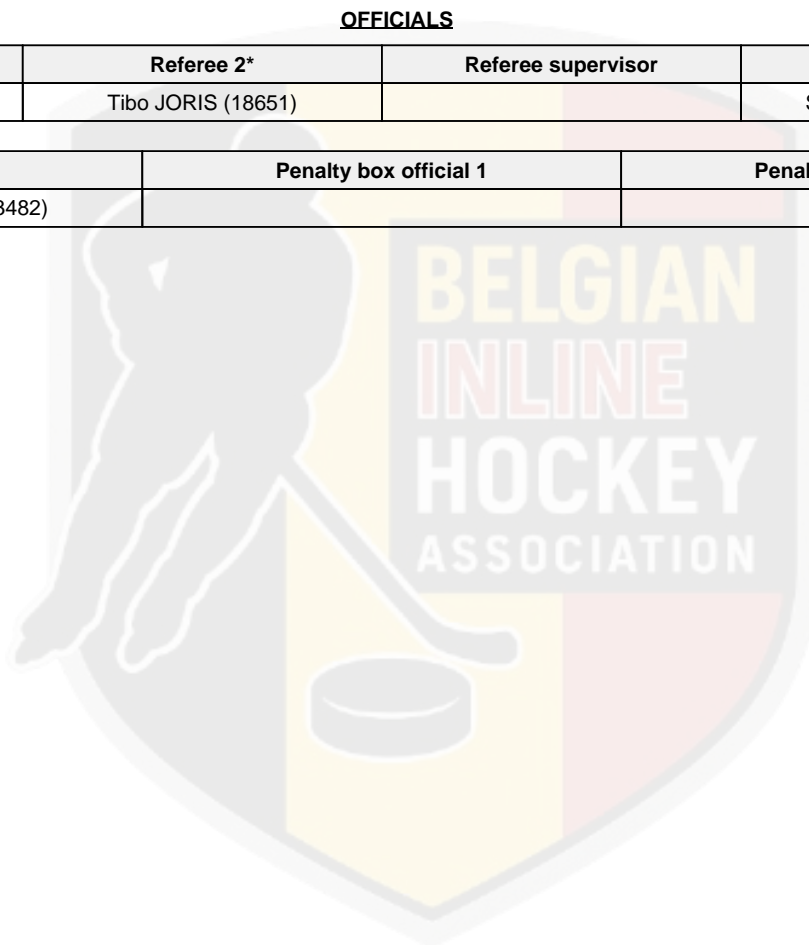 OFFICIALS
Referee 2* Referee supervisor
Tibo JORIS (18651)
Penalty box official 1 Penal
3482)
BELGIAN
INLINE
HOCKEY
ASSOCIATION